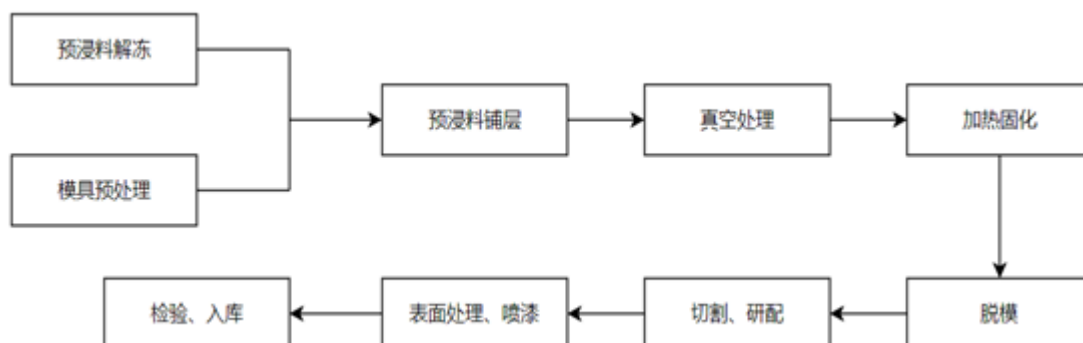 预浸料解冻
模具预处理
预浸料铺层
真空处理
加热固化
脱模
切割、研配
表面处理、喷漆
检验、入库